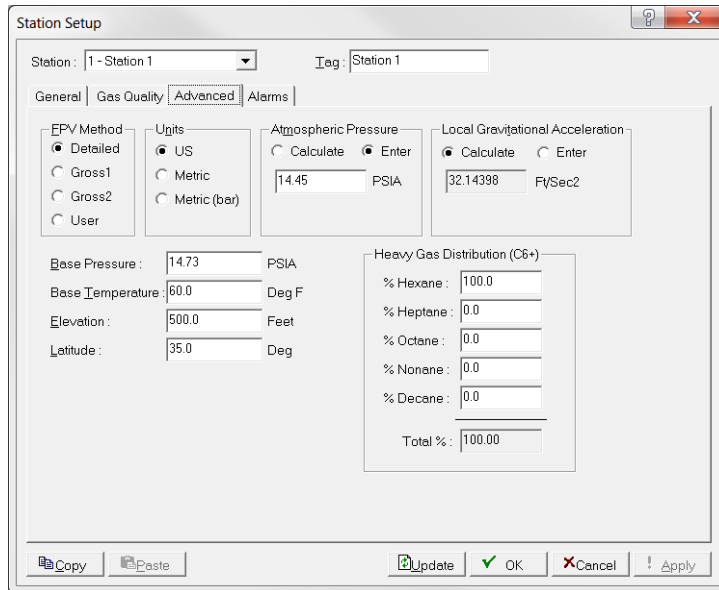 Station Setup
Station : 1 - Station 1 Tag : Station 1
General Gas Quality Advanced Alarms
FPV Method Units Atmospheric Pressure Local Gravitational Acceleration
Detailed US Calculate Enter Calculate Enter
Gross1 Metric 14.45 PSIA 32.14398 Ft/Sec2
Gross2 Metric (bar)
User
Base Pressure : 14.73 PSIA
Base Temperature : 60.0 Deg F
Elevation : 500.0 Feet
Latitude : 35.0 Deg
Heavy Gas Distribution (C6+)
% Hexane : 100.0
% Heptane : 0.0
% Octane : 0.0
% Nonane : 0.0
% Decane : 0.0
Total % : 100.00
Copy Paste Update OK Cancel Apply